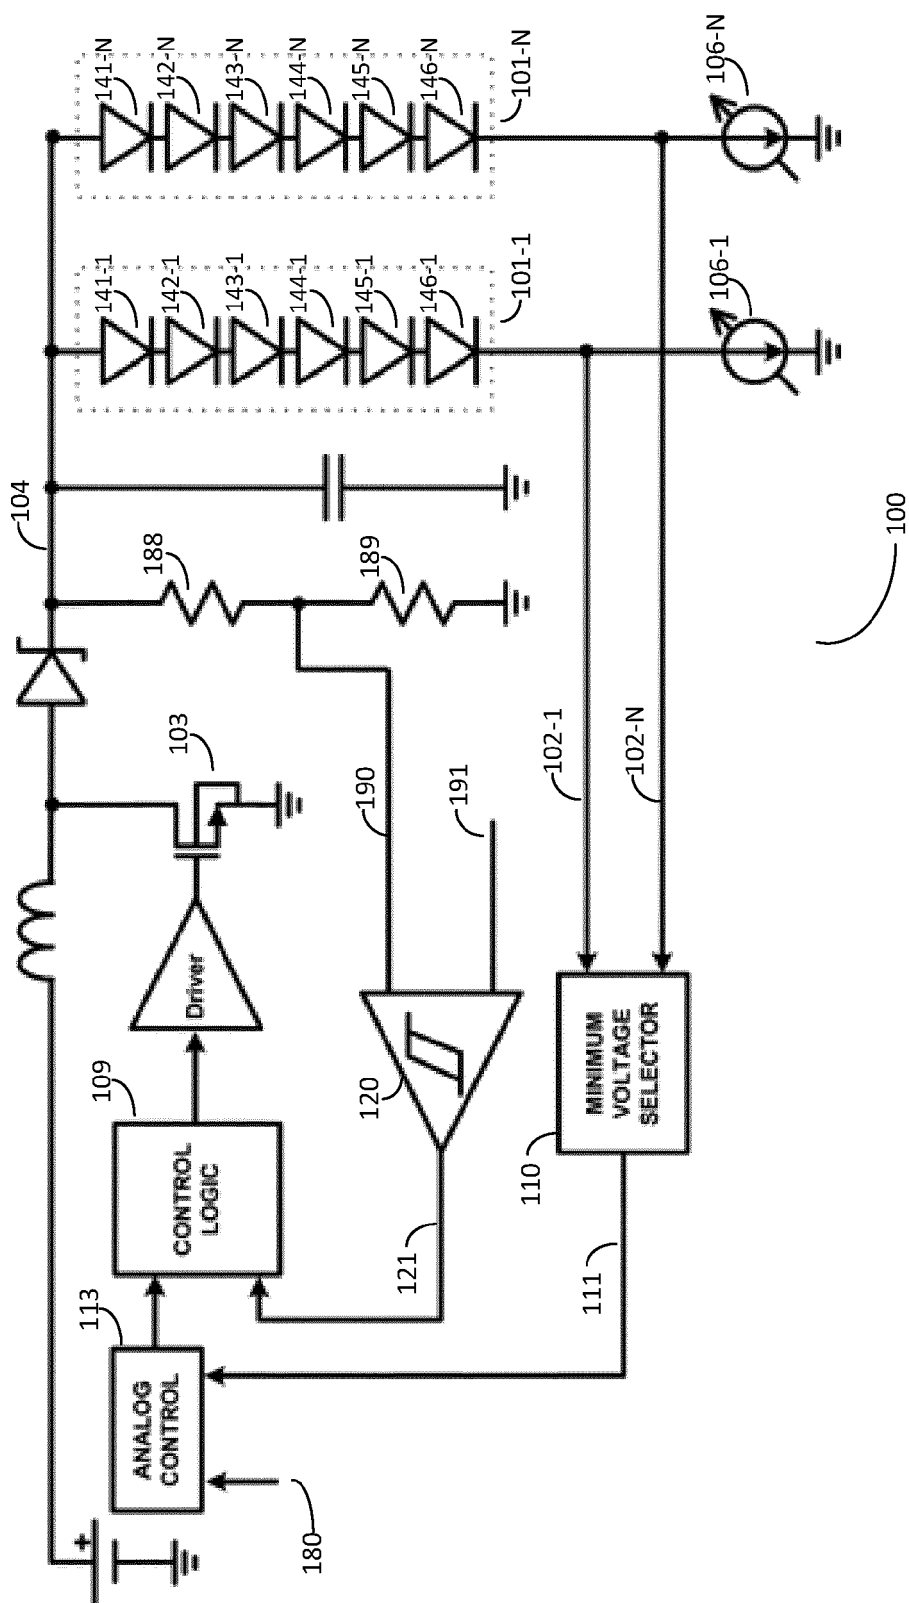 141-N
142-N
143-N
144-N
145-N
146-N
101-N
106-N
141-1
142-1
143-1
144-1
145-1
146-1
101-1
106-1
104
188
189
103
190
191
102-1
102-N
100
Driver
109
CONTROL
LOGIC
120
121
113
ANALOG
CONTROL
110
MINIMUM
VOLTAGE
SELECTOR
111
+
180